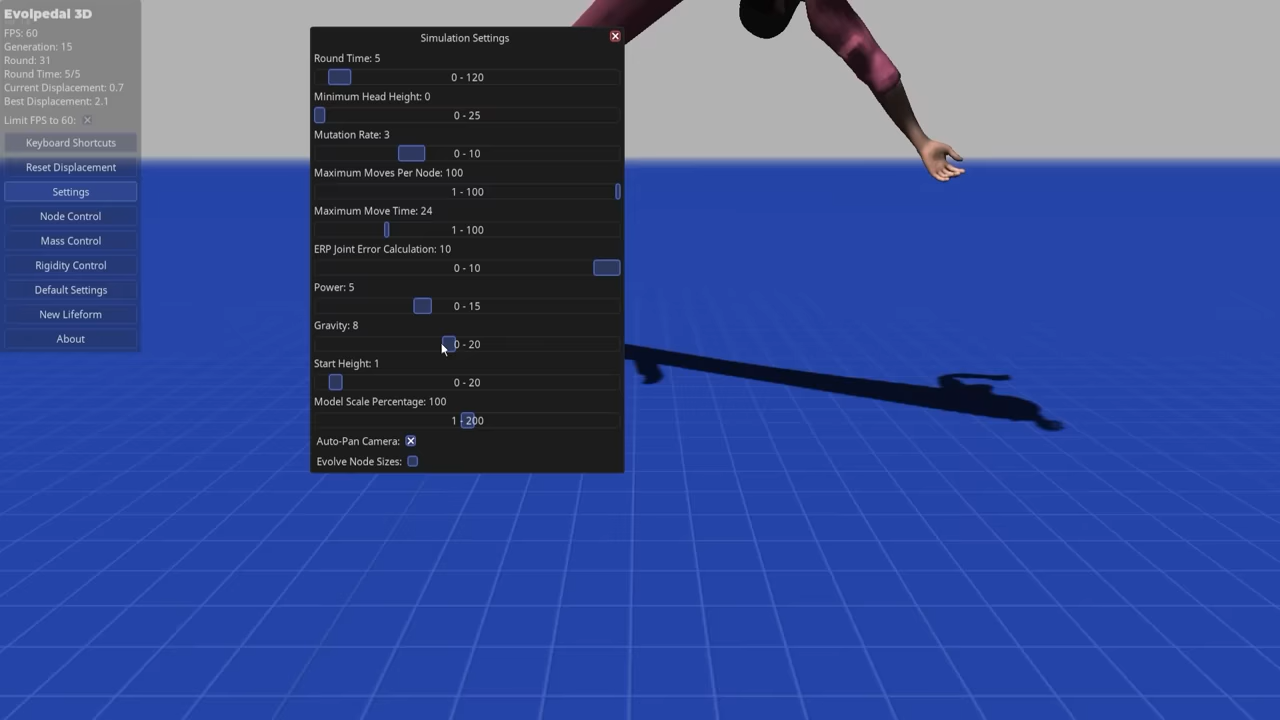 Evolpedal 3D
FPS: 60
Generation: 15
Round: 31
Round Time: 5/5
Current Displacement: 0.7
Best Displacement: 2.1
Limit FPS to 60:
Keyboard Shortcuts
Reset Displacement
Settings
Node Control
Mass Control
Rigidity Control
Default Settings
New Lifeform
About
Simulation Settings
Round Time: 5
0 - 120
Minimum Head Height: 0
0 - 25
Mutation Rate: 3
0 - 10
Maximum Moves Per Node: 100
1 - 100
Maximum Move Time: 24
1 - 100
ERP Joint Error Calculation: 10
0 - 10
Power: 5
0 - 15
Gravity: 8
0 - 20
Start Height: 1
0 - 20
Model Scale Percentage: 100
1 - 200
Auto-Pan Camera:
Evolve Node Sizes: